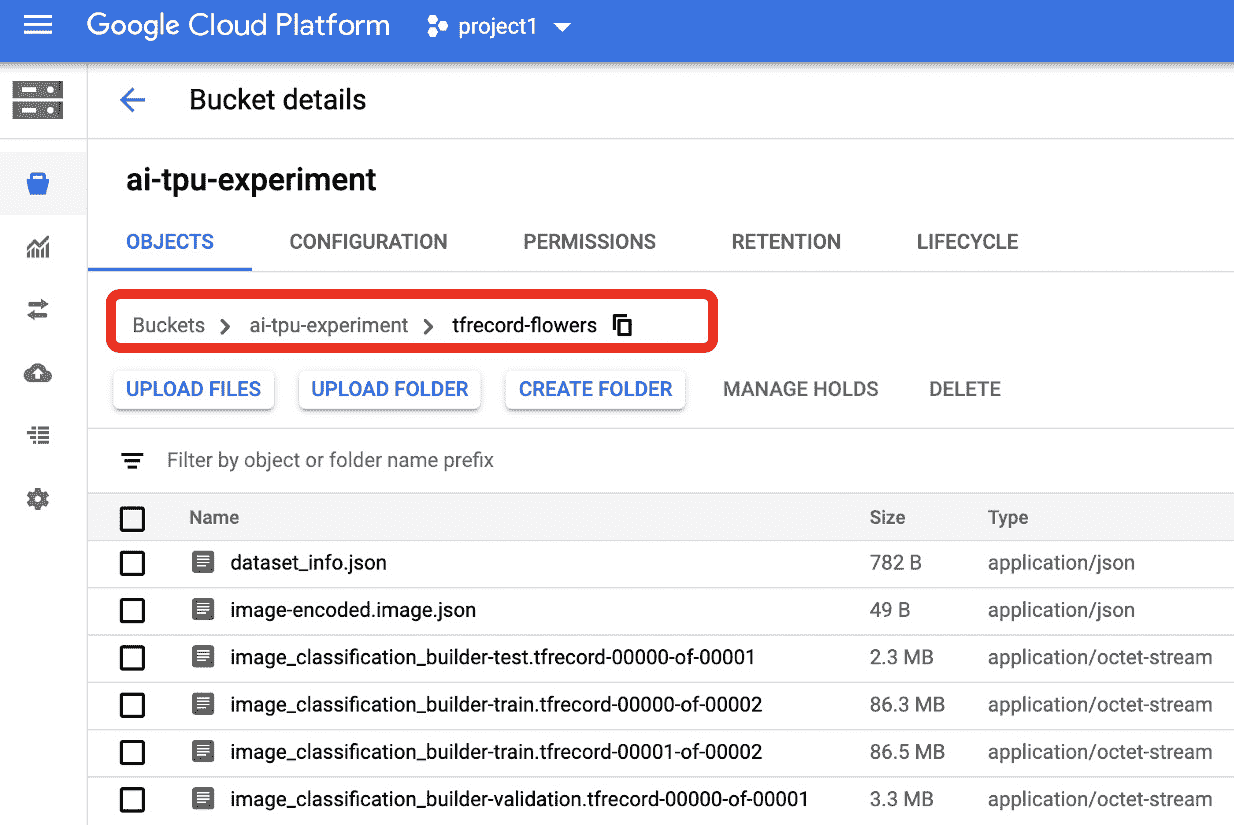 Google Cloud Platform project1
Bucket details
ai-tpu-experiment
OBJECTS CONFIGURATION PERMISSIONS RETENTION LIFECYCLE
Buckets > ai-tpu-experiment > tfrecord-flowers
UPLOAD FILES UPLOAD FOLDER CREATE FOLDER MANAGE HOLDS DELETE
Filter by object or folder name prefix
Name Size Type
dataset_info.json 782 B application/json
image-encoded.image.json 49 B application/json
image_classification_builder-test.tfrecord-00000-of-00001 2.3 MB application/octet-stream
image_classification_builder-train.tfrecord-00000-of-00002 86.3 MB application/octet-stream
image_classification_builder-train.tfrecord-00001-of-00002 86.5 MB application/octet-stream
image_classification_builder-validation.tfrecord-00000-of-00001 3.3 MB application/octet-stream